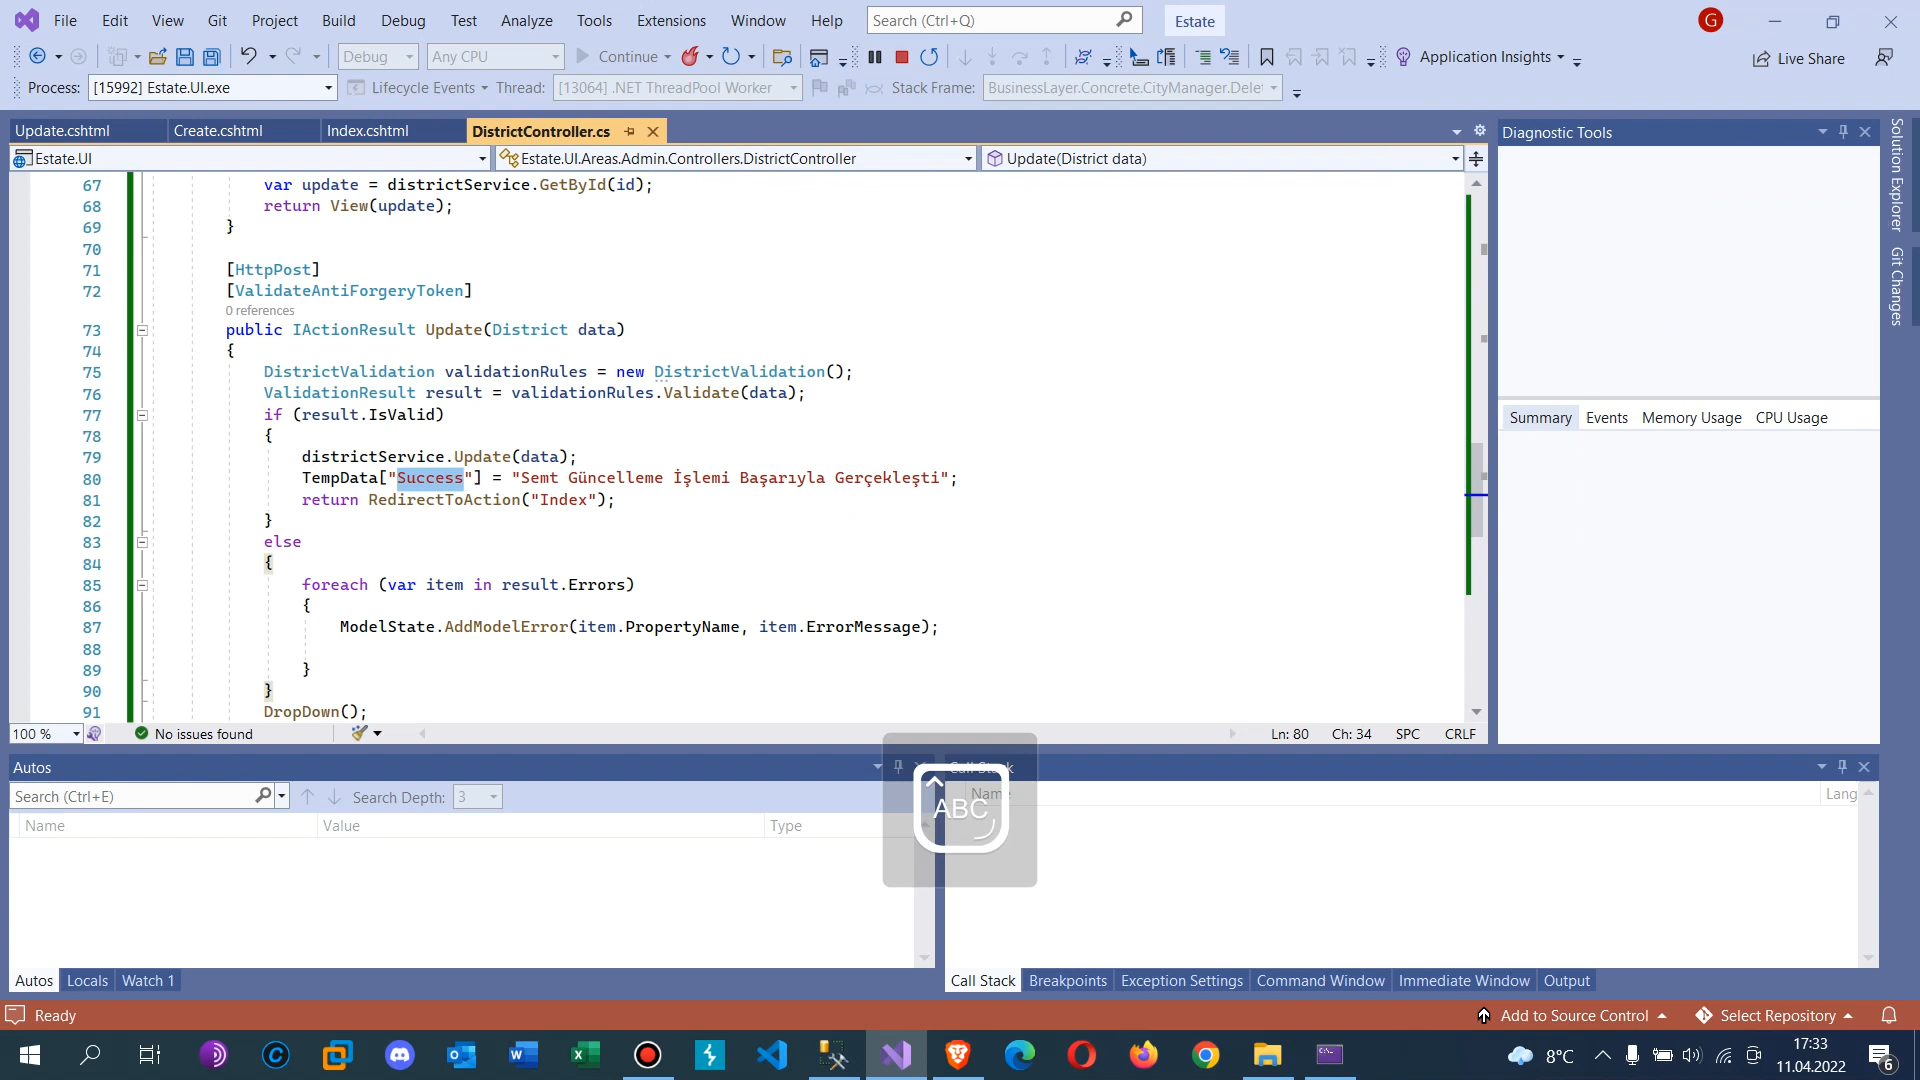 File Edit View Git Project Build Debug Test Analyze Tools Extensions Window Help Search (Ctrl+Q) Estate G
Debug Any CPU Continue Application Insights Live Share
Process: [15992] Estate.UI.exe Lifecycle Events Thread: [13064] .NET ThreadPool Worker Stack Frame: BusinessLayer.Concrete.CityManager.Delet
Update.cshtml Create.cshtml Index.cshtml DistrictController.cs
Estate.UI Estate.UI.Areas.Admin.Controllers.DistrictController Update(District data)
67 var update = districtService.GetById(id);
68 return View(update);
69 }
70
71 [HttpPost]
72 [ValidateAntiForgeryToken]
0 references
73 public IActionResult Update(District data)
74 {
75 DistrictValidation validationRules = new DistrictValidation();
76 ValidationResult result = validationRules.Validate(data);
77 if (result.IsValid)
78 {
79 districtService.Update(data);
80 TempData["Success"] = "Semt Güncelleme İşlemi Başarıyla Gerçekleşti";
81 return RedirectToAction("Index");
82 }
83 else
84 {
85 foreach (var item in result.Errors)
86 {
87 ModelState.AddModelError(item.PropertyName, item.ErrorMessage);
88
89 }
90 }
91 DropDown();
100 % No issues found Ln: 80 Ch: 34 SPC CRLF
Diagnostic Tools
Summary Events Memory Usage CPU Usage
Solution Explorer
Git Changes
Autos
Search (Ctrl+E) Search Depth: 3
Name Value Type
Autos Locals Watch 1
Call Stack
Name Lang
ABC
Call Stack Breakpoints Exception Settings Command Window Immediate Window Output
Ready Add to Source Control Select Repository
8°C 17:33
11.04.2022 6